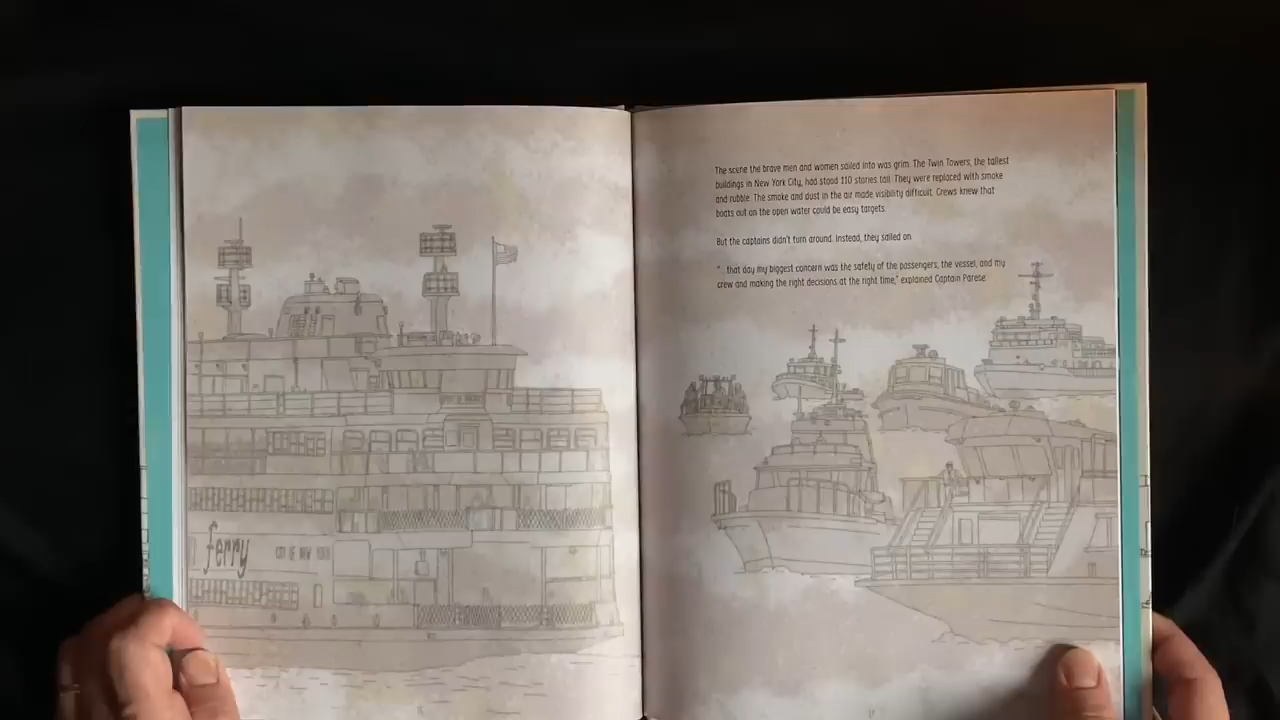 The scene the brave men and women sailed into was grim. The Twin Towers, the tallest
buildings in New York City, had stood 110 stories tall. They were replaced with smoke
and rubble. The smoke and dust in the air made visibility difficult. Crews knew that
boats out on the open water could be easy targets.
But the captains didn't turn around. Instead, they sailed on.
"...that day my biggest concern was the safety of the passengers, the vessel, and my
crew and making the right decisions at the right time," explained Captain Parese.
ferry
CITY OF NEW YORK